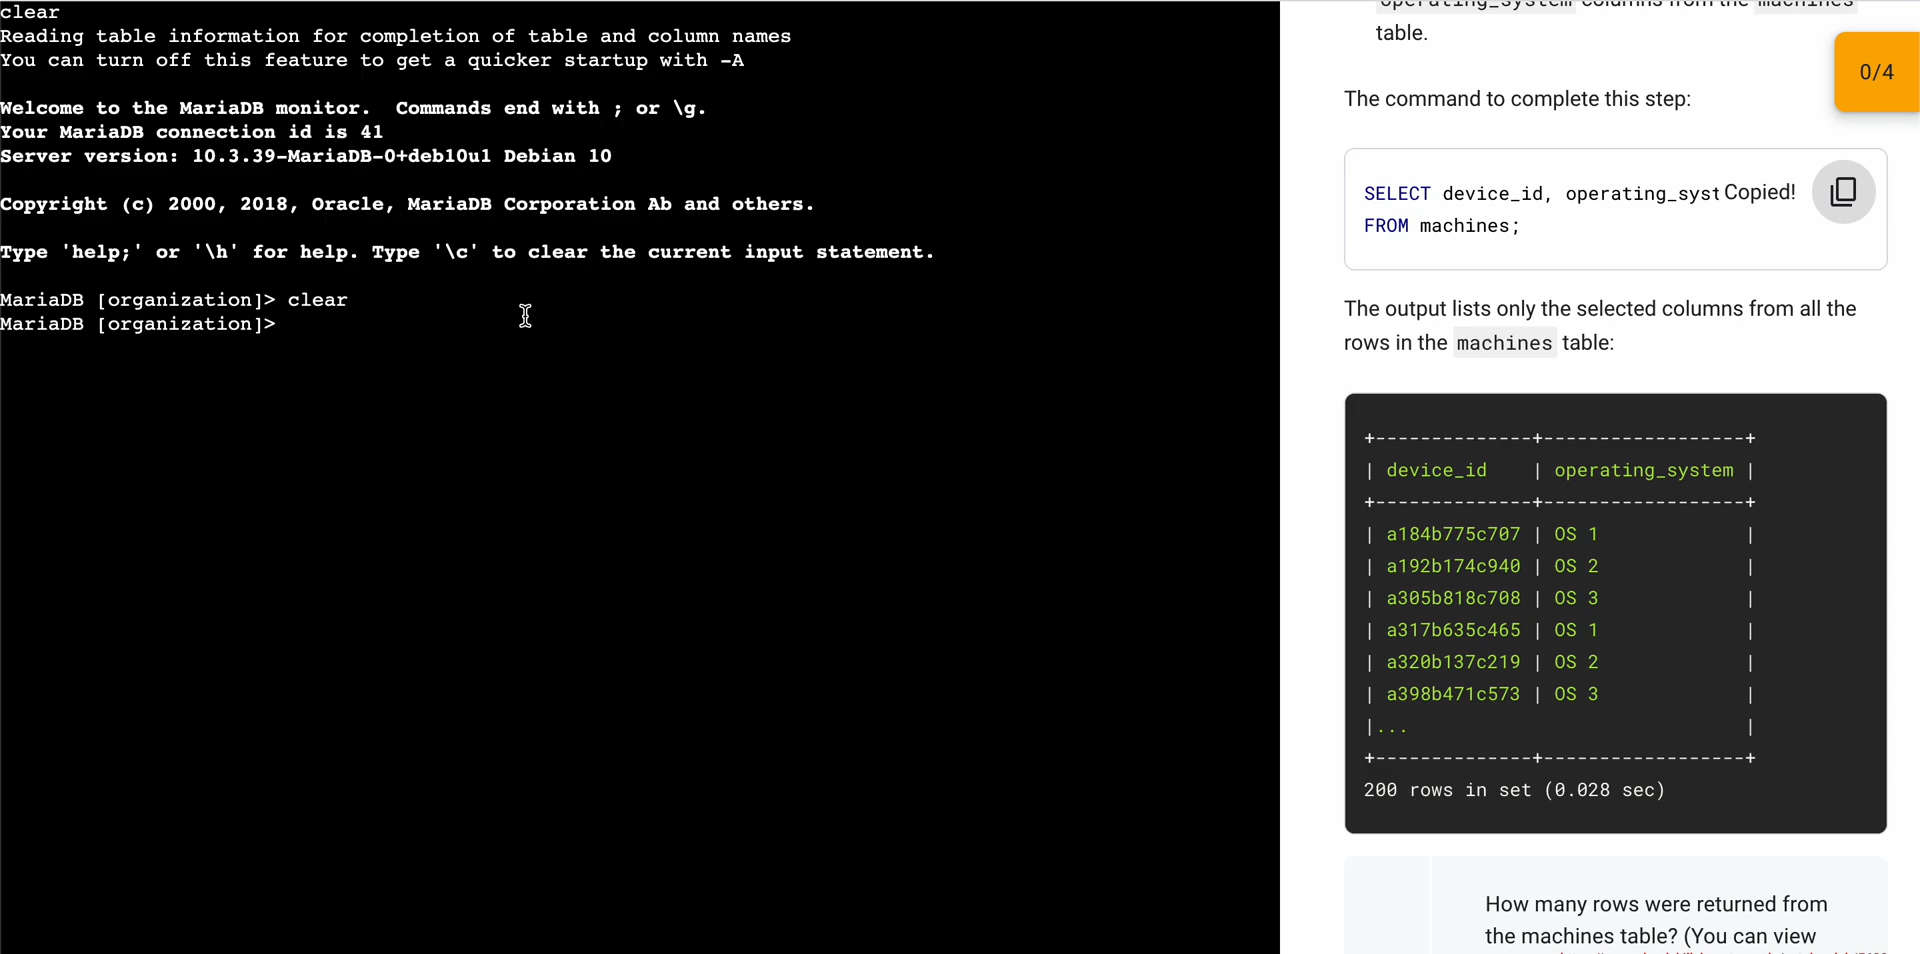 clear
Reading table information for completion of table and column names
You can turn off this feature to get a quicker startup with -A
Welcome to the MariaDB monitor.  Commands end with ; or \g.
Your MariaDB connection id is 41
Server version: 10.3.39-MariaDB-0+deb10u1 Debian 10
Copyright (c) 2000, 2018, Oracle, MariaDB Corporation Ab and others.
Type 'help;' or '\h' for help. Type '\c' to clear the current input statement.
MariaDB [organization]> clear
MariaDB [organization]>
operating_system columns from the machines
table.
0/4
The command to complete this step:
SELECT device_id, operating_syst Copied!
FROM machines;
The output lists only the selected columns from all the
rows in the machines table:
+--------------+------------------+
| device_id    | operating_system |
+--------------+------------------+
| a184b775c707 | OS 1             |
| a192b174c940 | OS 2             |
| a305b818c708 | OS 3             |
| a317b635c465 | OS 1             |
| a320b137c219 | OS 2             |
| a398b471c573 | OS 3             |
|...                              |
+--------------+------------------+
200 rows in set (0.028 sec)
How many rows were returned from
the machines table? (You can view